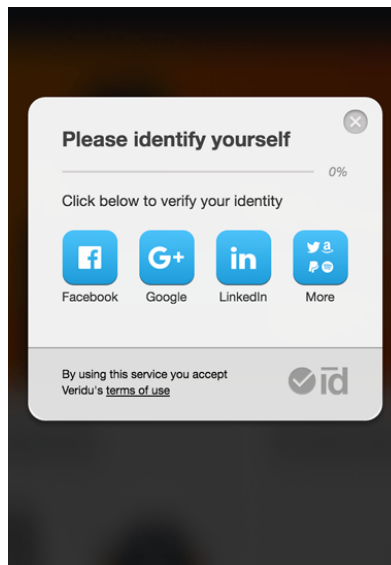 Please identify yourself
0%
Click below to verify your identity
Facebook Google LinkedIn More
By using this service you accept
Veridu's terms of use
id